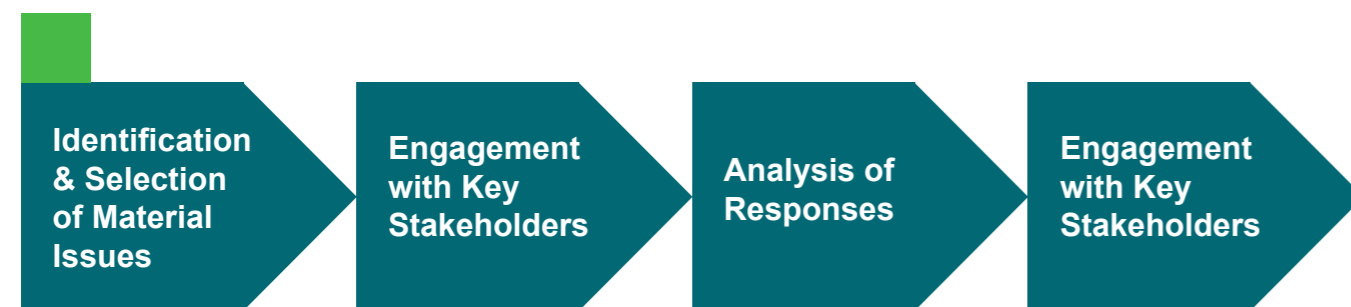 Identification
& Selection
of Material
Issues
Engagement
with Key
Stakeholders
Analysis of
Responses
Engagement
with Key
Stakeholders